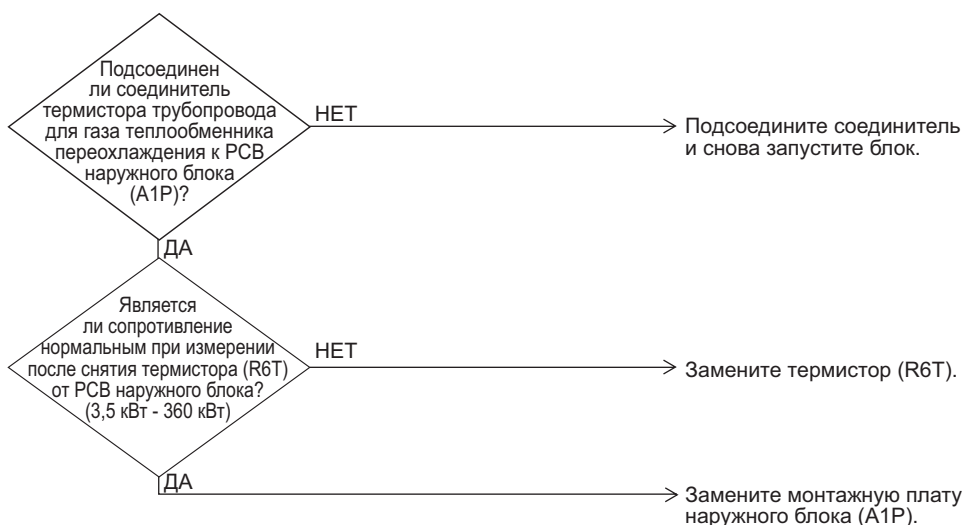 Подсоединен
ли соединитель
термистора трубопровода
для газа теплообменника
переохлаждения к PCB
наружного блока
(A1P)?
НЕТ
Подсоедините соединитель
и снова запустите блок.
ДА
Является
ли сопротивление
нормальным при измерении
после снятия термистора (R6T)
от PCB наружного блока?
(3,5 кВт - 360 кВт)
НЕТ
Замените термистор (R6T).
ДА
Замените монтажную плату
наружного блока (A1P).